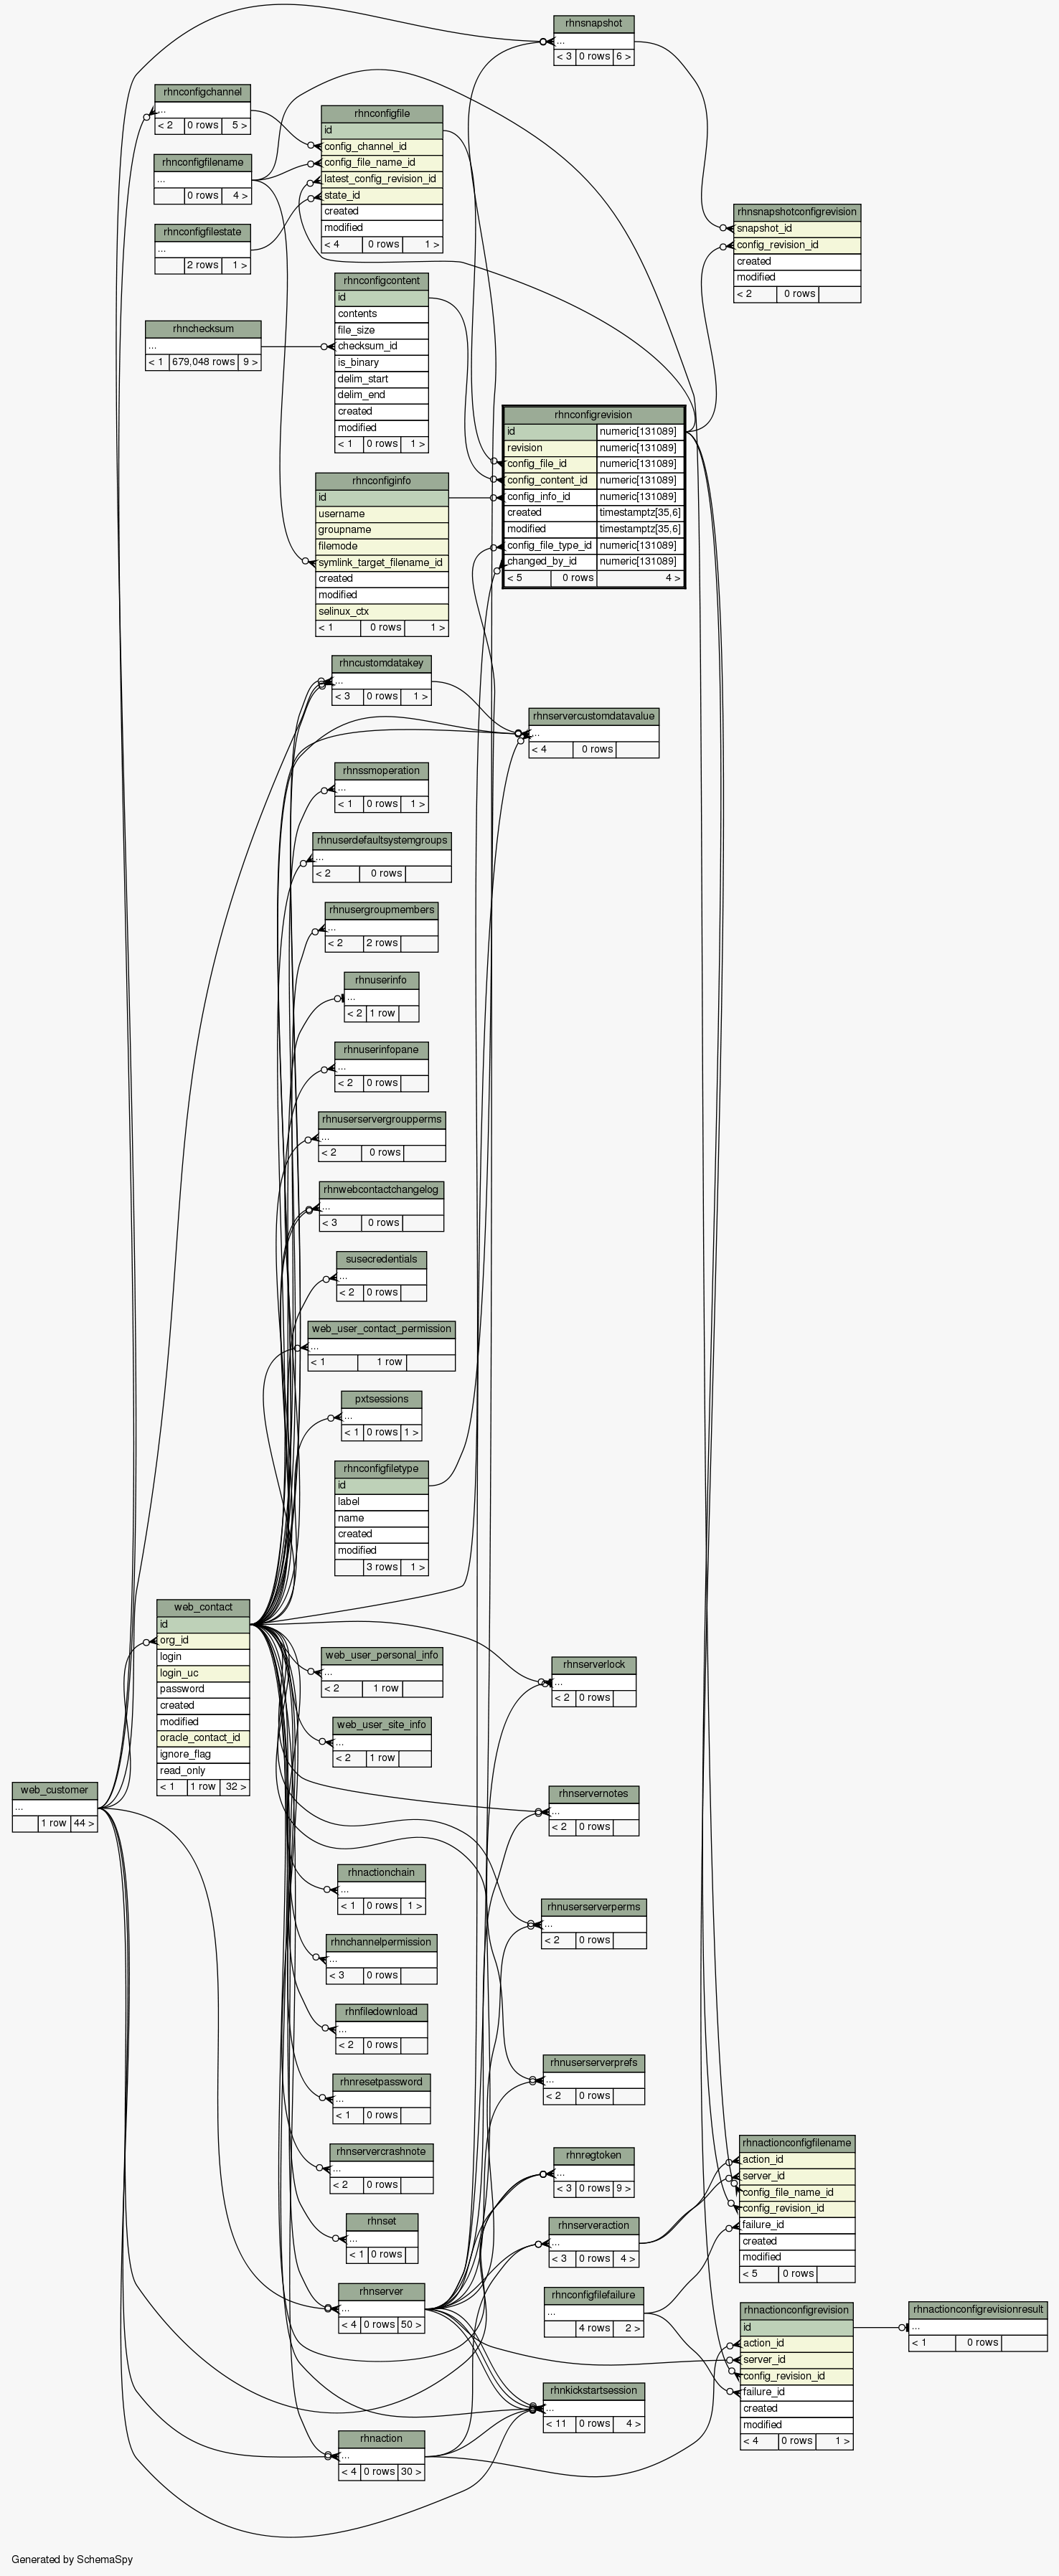 rhnsnapshot
...
< 3 0 rows 6 >
rhnconfigchannel
...
< 2 0 rows 5 >
rhnconfigfile
id
config_channel_id
config_file_name_id
latest_config_revision_id
state_id
created
modified
< 4 0 rows 1 >
rhnconfigfilename
...
0 rows 4 >
rhnconfigfilestate
...
2 rows 1 >
rhnsnapshotconfigrevision
snapshot_id
config_revision_id
created
modified
< 2 0 rows
rhnconfigcontent
id
contents
file_size
checksum_id
is_binary
delim_start
delim_end
created
modified
< 1 0 rows 1 >
rhnchecksum
...
< 1 679,048 rows 9 >
rhnconfigrevision
id numeric[131089]
revision numeric[131089]
config_file_id numeric[131089]
config_content_id numeric[131089]
config_info_id numeric[131089]
created timestamptz[35,6]
modified timestamptz[35,6]
config_file_type_id numeric[131089]
changed_by_id numeric[131089]
< 5 0 rows 4 >
rhnconfiginfo
id
username
groupname
filemode
symlink_target_filename_id
created
modified
selinux_ctx
< 1 0 rows 1 >
rhncustomdatakey
...
< 3 0 rows 1 >
rhnservercustomdatavalue
...
< 4 0 rows
rhnssmoperation
...
< 1 0 rows 1 >
rhnuserdefaultsystemgroups
...
< 2 0 rows
rhnusergroupmembers
...
< 2 2 rows
rhnuserinfo
...
< 2 1 row
rhnuserinfopane
...
< 2 0 rows
rhnuserservergroupperms
...
< 2 0 rows
rhnwebcontactchangelog
...
< 3 0 rows
susecredentials
...
< 2 0 rows
web_user_contact_permission
...
< 1 1 row
pxtsessions
...
< 1 0 rows 1 >
rhnconfigfiletype
id
label
name
created
modified
3 rows 1 >
web_contact
id
org_id
login
login_uc
password
created
modified
oracle_contact_id
ignore_flag
read_only
< 1 1 row 32 >
web_user_personal_info
...
< 2 1 row
rhnserverlock
...
< 2 0 rows
web_user_site_info
...
< 2 1 row
web_customer
...
1 row 44 >
rhnservernotes
...
< 2 0 rows
rhnactionchain
...
< 1 0 rows 1 >
rhnuserserverperms
...
< 2 0 rows
rhnchannelpermission
...
< 3 0 rows
rhnfiledownload
...
< 2 0 rows
rhnuserserverprefs
...
< 2 0 rows
rhnresetpassword
...
< 1 0 rows
rhnservercrashnote
...
< 2 0 rows
rhnregtoken
...
< 3 0 rows 9 >
rhnactionconfigfilename
action_id
server_id
config_file_name_id
config_revision_id
failure_id
created
modified
< 5 0 rows
rhnset
...
< 1 0 rows
rhnserveraction
...
< 3 0 rows 4 >
rhnserver
...
< 4 0 rows 50 >
rhnconfigfilefailure
...
4 rows 2 >
rhnactionconfigrevision
id
action_id
server_id
config_revision_id
failure_id
created
modified
< 4 0 rows 1 >
rhnactionconfigrevisionresult
...
< 1 0 rows
rhnkickstartsession
...
< 11 0 rows 4 >
rhnaction
...
< 4 0 rows 30 >
Generated by SchemaSpy